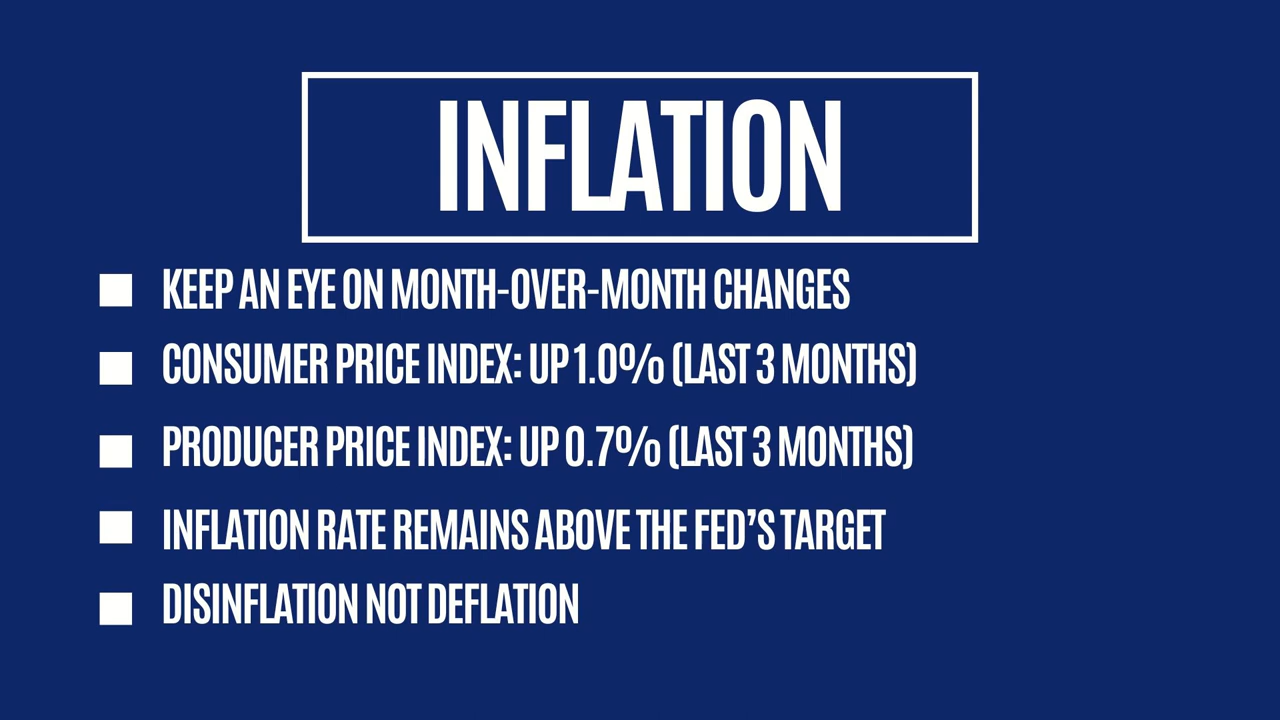 INFLATION
KEEP AN EYE ON MONTH-OVER-MONTH CHANGES
CONSUMER PRICE INDEX: UP 1.0% (LAST 3 MONTHS)
PRODUCER PRICE INDEX: UP 0.7% (LAST 3 MONTHS)
INFLATION RATE REMAINS ABOVE THE FED’S TARGET
DISINFLATION NOT DEFLATION